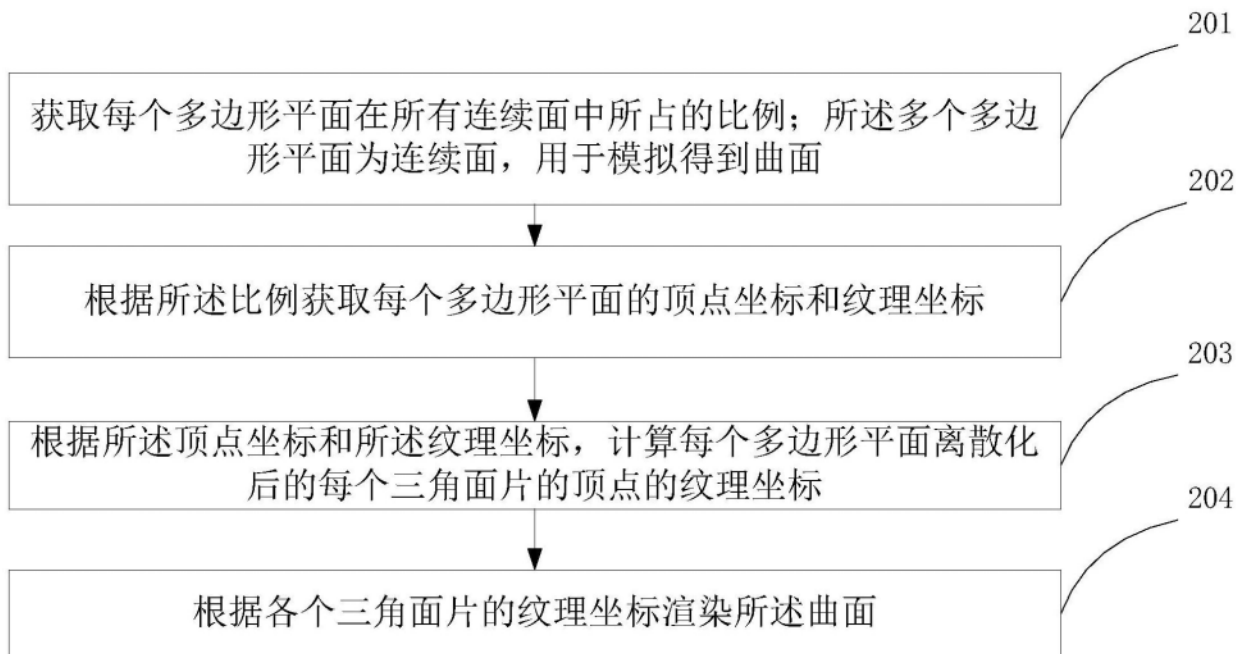 201
获取每个多边形平面在所有连续面中所占的比例；所述多个多边
形平面为连续面，用于模拟得到曲面
202
根据所述比例获取每个多边形平面的顶点坐标和纹理坐标
203
根据所述顶点坐标和所述纹理坐标，计算每个多边形平面离散化
后的每个三角面片的顶点的纹理坐标
204
根据各个三角面片的纹理坐标渲染所述曲面